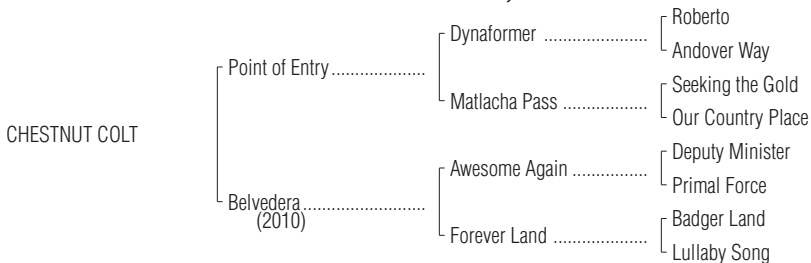 Roberto
Dynaformer ......................
Andover Way
Point of Entry....................
Seeking the Gold
Matlacha Pass ..................
Our Country Place
CHESTNUT COLT
Deputy Minister
Awesome Again ................
Primal Force
Belvedera..........................
(2010)
Badger Land
Forever Land ....................
Lullaby Song